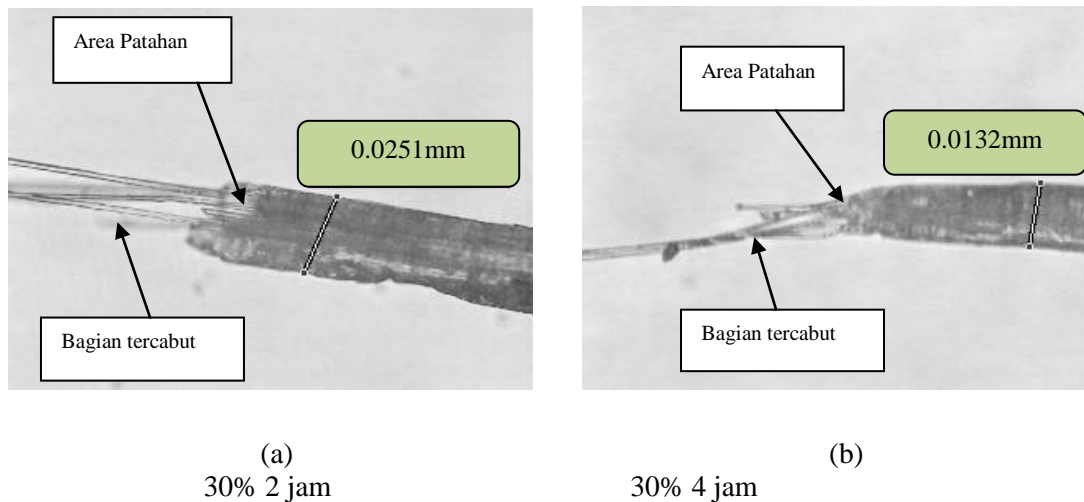 Area Patahan
0.0251mm
Bagian tercabut
Area Patahan
0.0132mm
Bagian tercabut
(a)
(b)
30% 2 jam
30% 4 jam